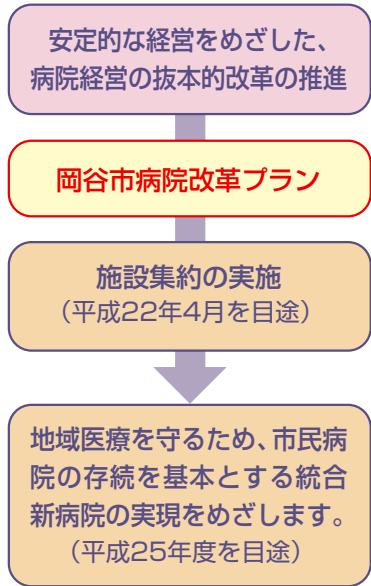 安定的な経営をめざした、
病院経営の抜本的改革の推進
岡谷市病院改革プラン
施設集約の実施
（平成22年4月を目途）
地域医療を守るため、市民病
院の存続を基本とする統合
新病院の実現をめざします。
（平成25年度を目途）